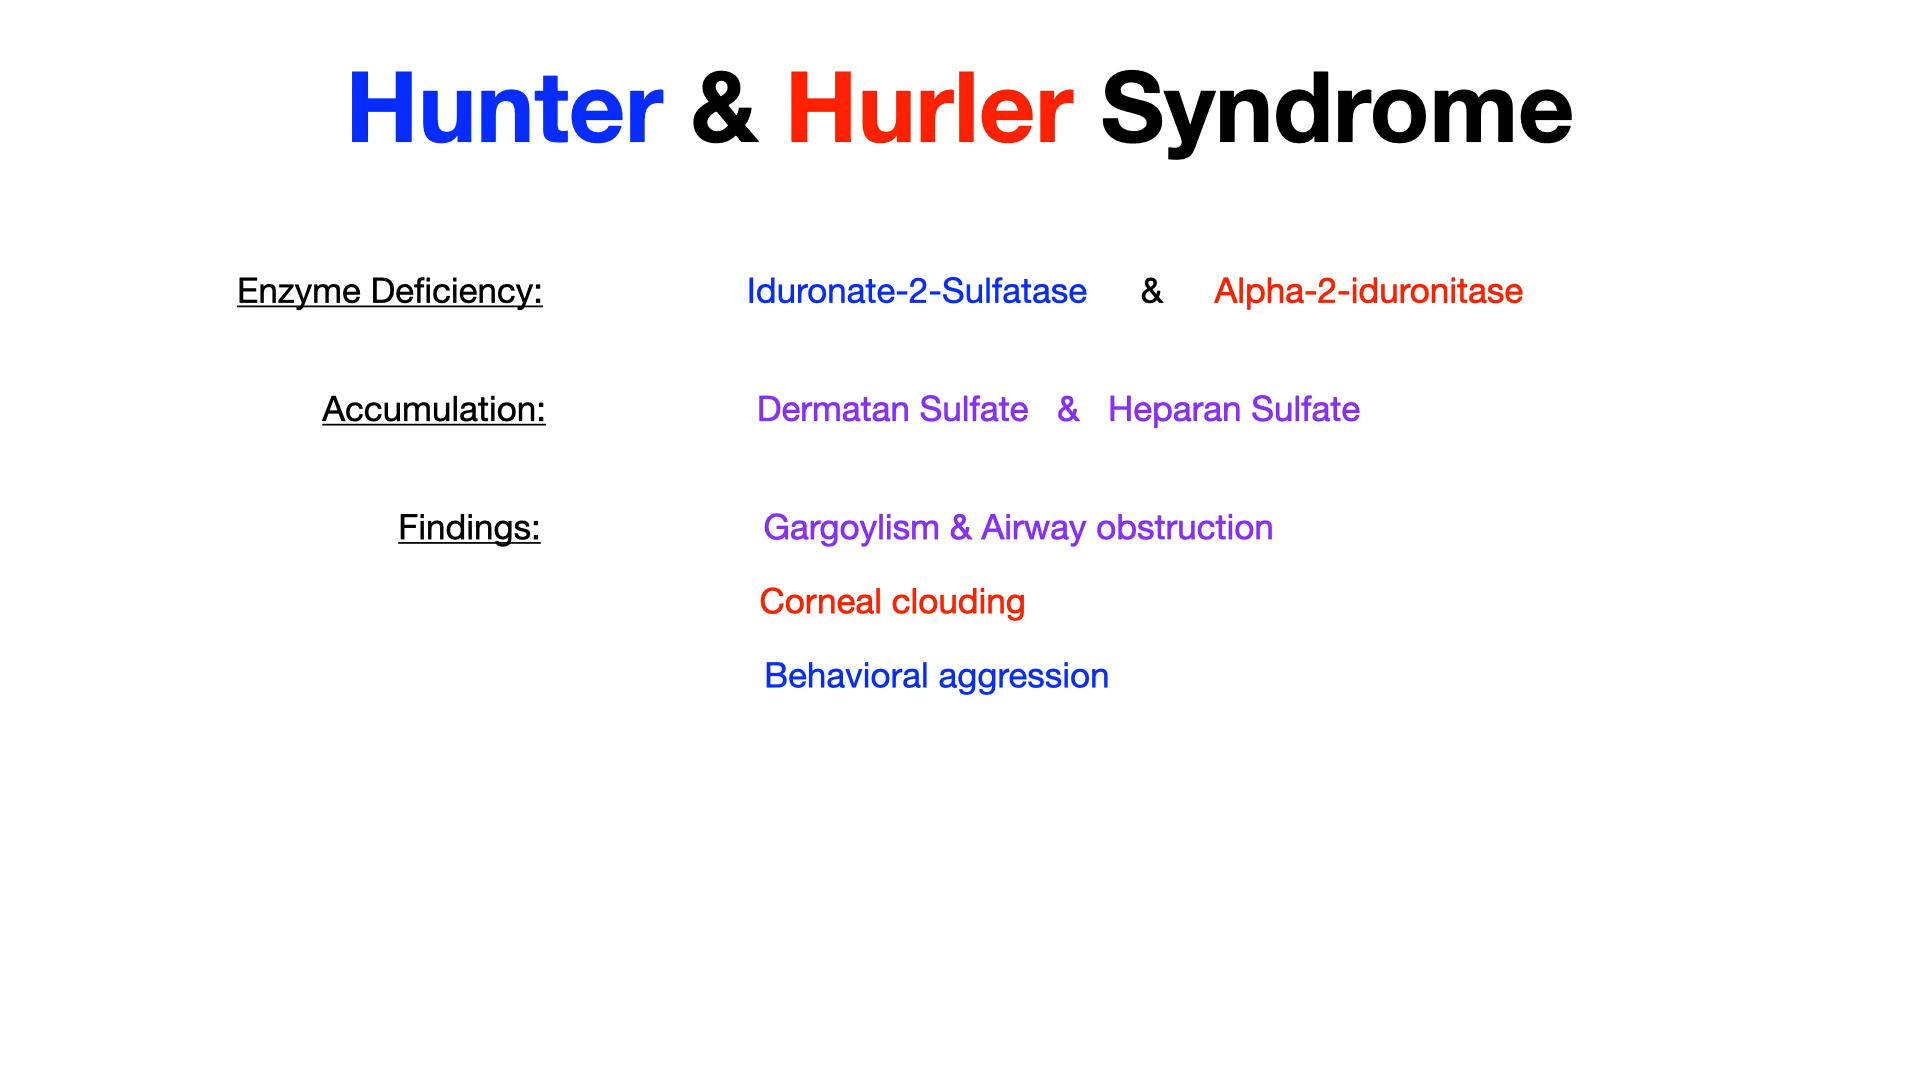 Hunter & Hurler Syndrome
Enzyme Deficiency: Iduronate-2-Sulfatase & Alpha-2-iduronitase
Accumulation: Dermatan Sulfate & Heparan Sulfate
Findings: Gargoylism & Airway obstruction
Corneal clouding
Behavioral aggression